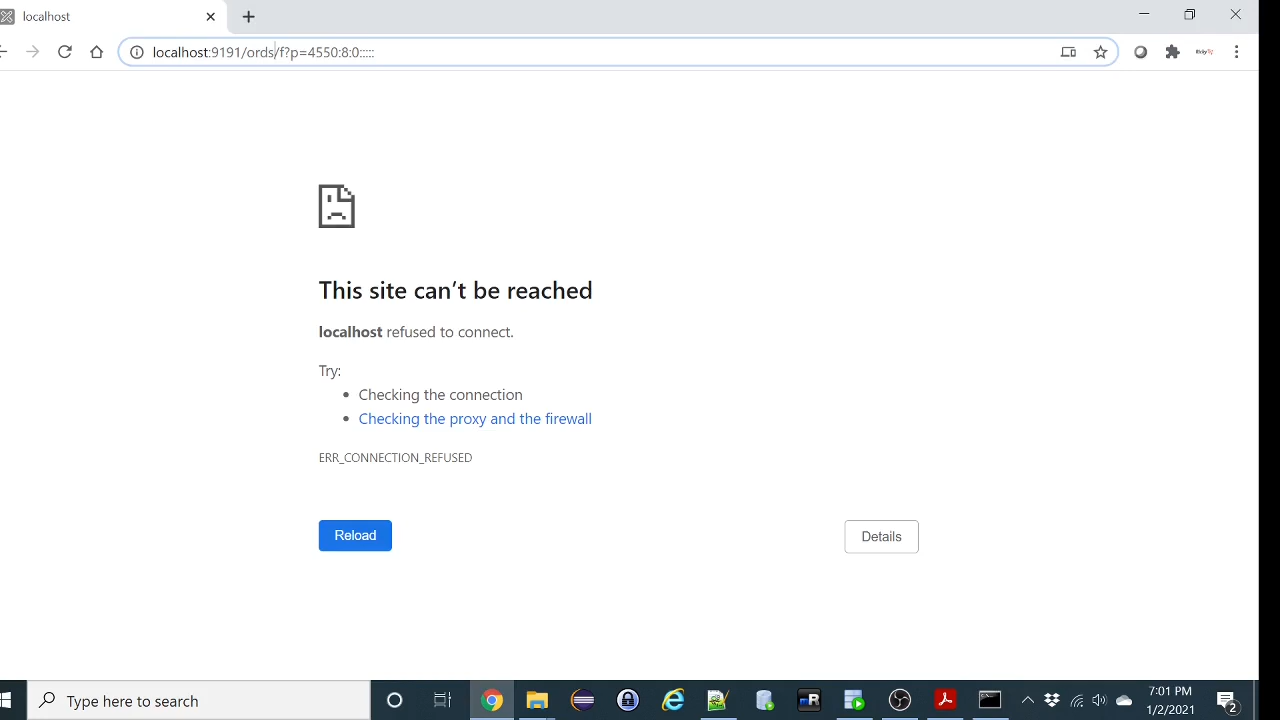 localhost
localhost:9191/ords/f?p=4550:8:0:::::
This site can't be reached
localhost refused to connect.
Try:
Checking the connection
Checking the proxy and the firewall
ERR_CONNECTION_REFUSED
Reload
Details
Type here to search
7:01 PM
1/2/2021
2